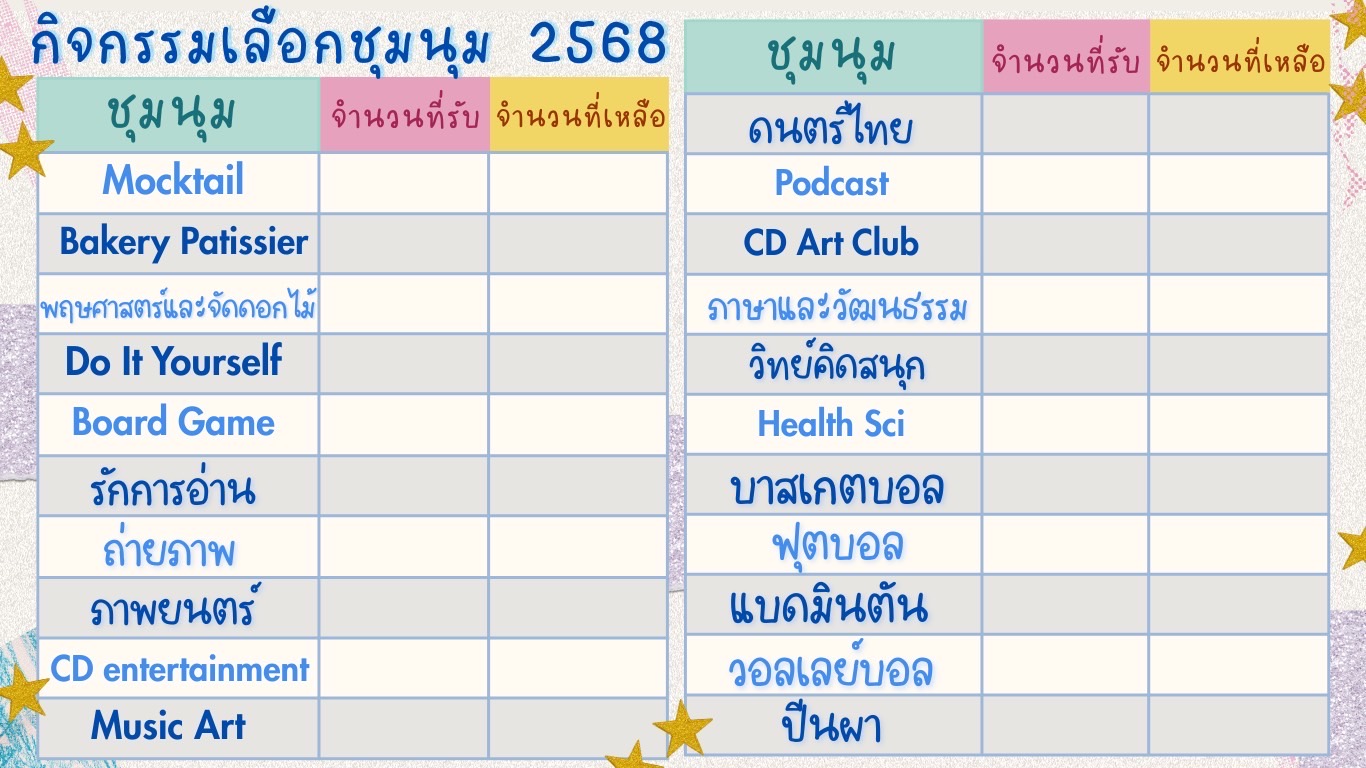 กิจกรรมเลือกชุมนุม 2568
ชุมนุม จำนวนที่รับ จำนวนที่เหลือ
Mocktail
Bakery Patissier
พฤษศาสตร์และจัดดอกไม้
Do It Yourself
Board Game
รักการอ่าน
ถ่ายภาพ
ภาพยนตร์
CD entertainment
Music Art
ชุมนุม จำนวนที่รับ จำนวนที่เหลือ
ดนตรีไทย
Podcast
CD Art Club
ภาษาและวัฒนธรรม
วิทย์คิดสนุก
Health Sci
บาสเกตบอล
ฟุตบอล
แบดมินตัน
วอลเลย์บอล
ปีนผา